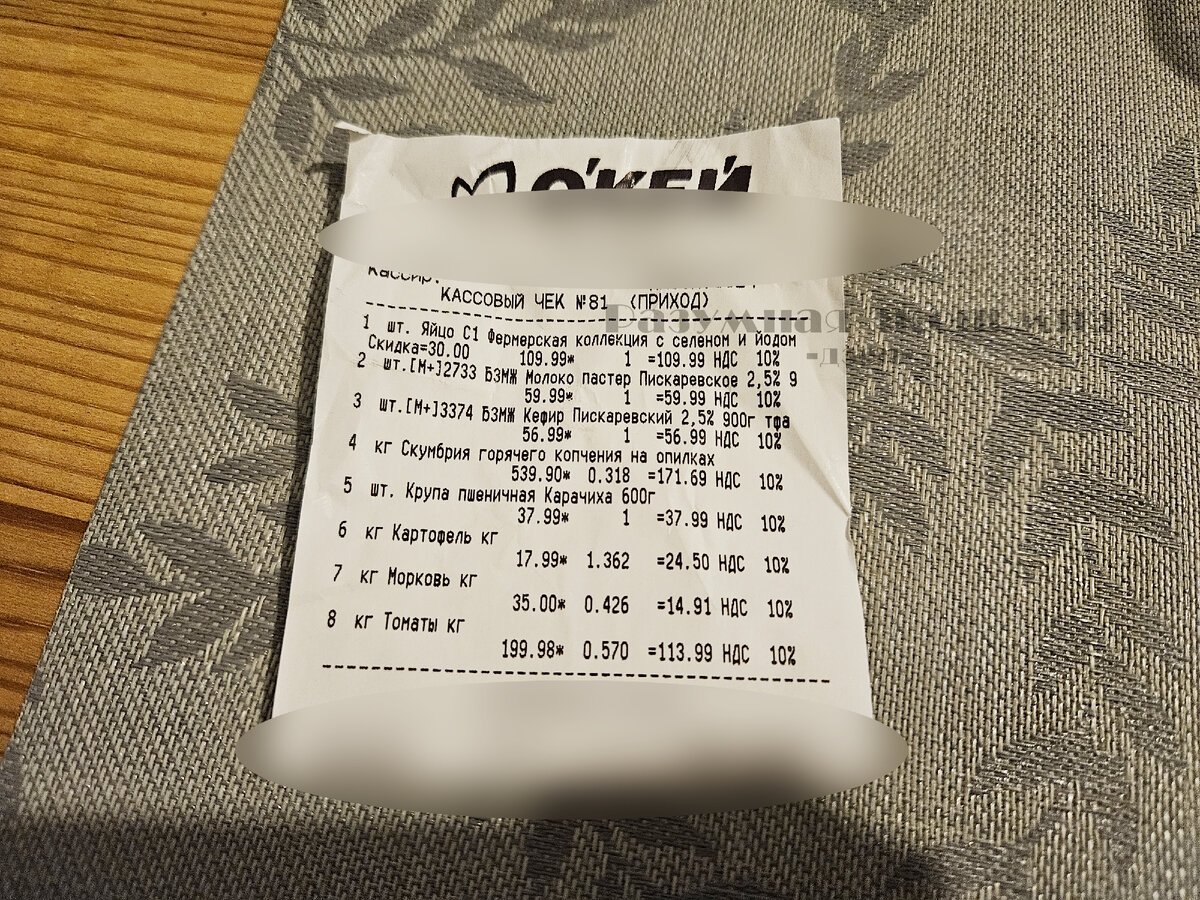 О'КЕЙ
Кассир
КАССОВЫЙ ЧЕК №81 (ПРИХОД)
1 шт. Яйцо С1 Фермерская коллекция с селеном и йодом
Скидка=30.00 109.99* 1 =109.99 НДС 10%
2 шт.[М+]2733 БЗМЖ Молоко пастер Пискаревское 2,5% 9
59.99* 1 =59.99 НДС 10%
3 шт.[М+]3374 БЗМЖ Кефир Пискаревский 2,5% 900г тфа
56.99* 1 =56.99 НДС 10%
4 кг Скумбрия горячего копчения на опилках
539.90* 0.318 =171.69 НДС 10%
5 шт. Крупа пшеничная Карачиха 600г
37.99* 1 =37.99 НДС 10%
6 кг Картофель кг
17.99* 1.362 =24.50 НДС 10%
7 кг Морковь кг
35.00* 0.426 =14.91 НДС 10%
8 кг Томаты кг
199.98* 0.570 =113.99 НДС 10%
Разумная